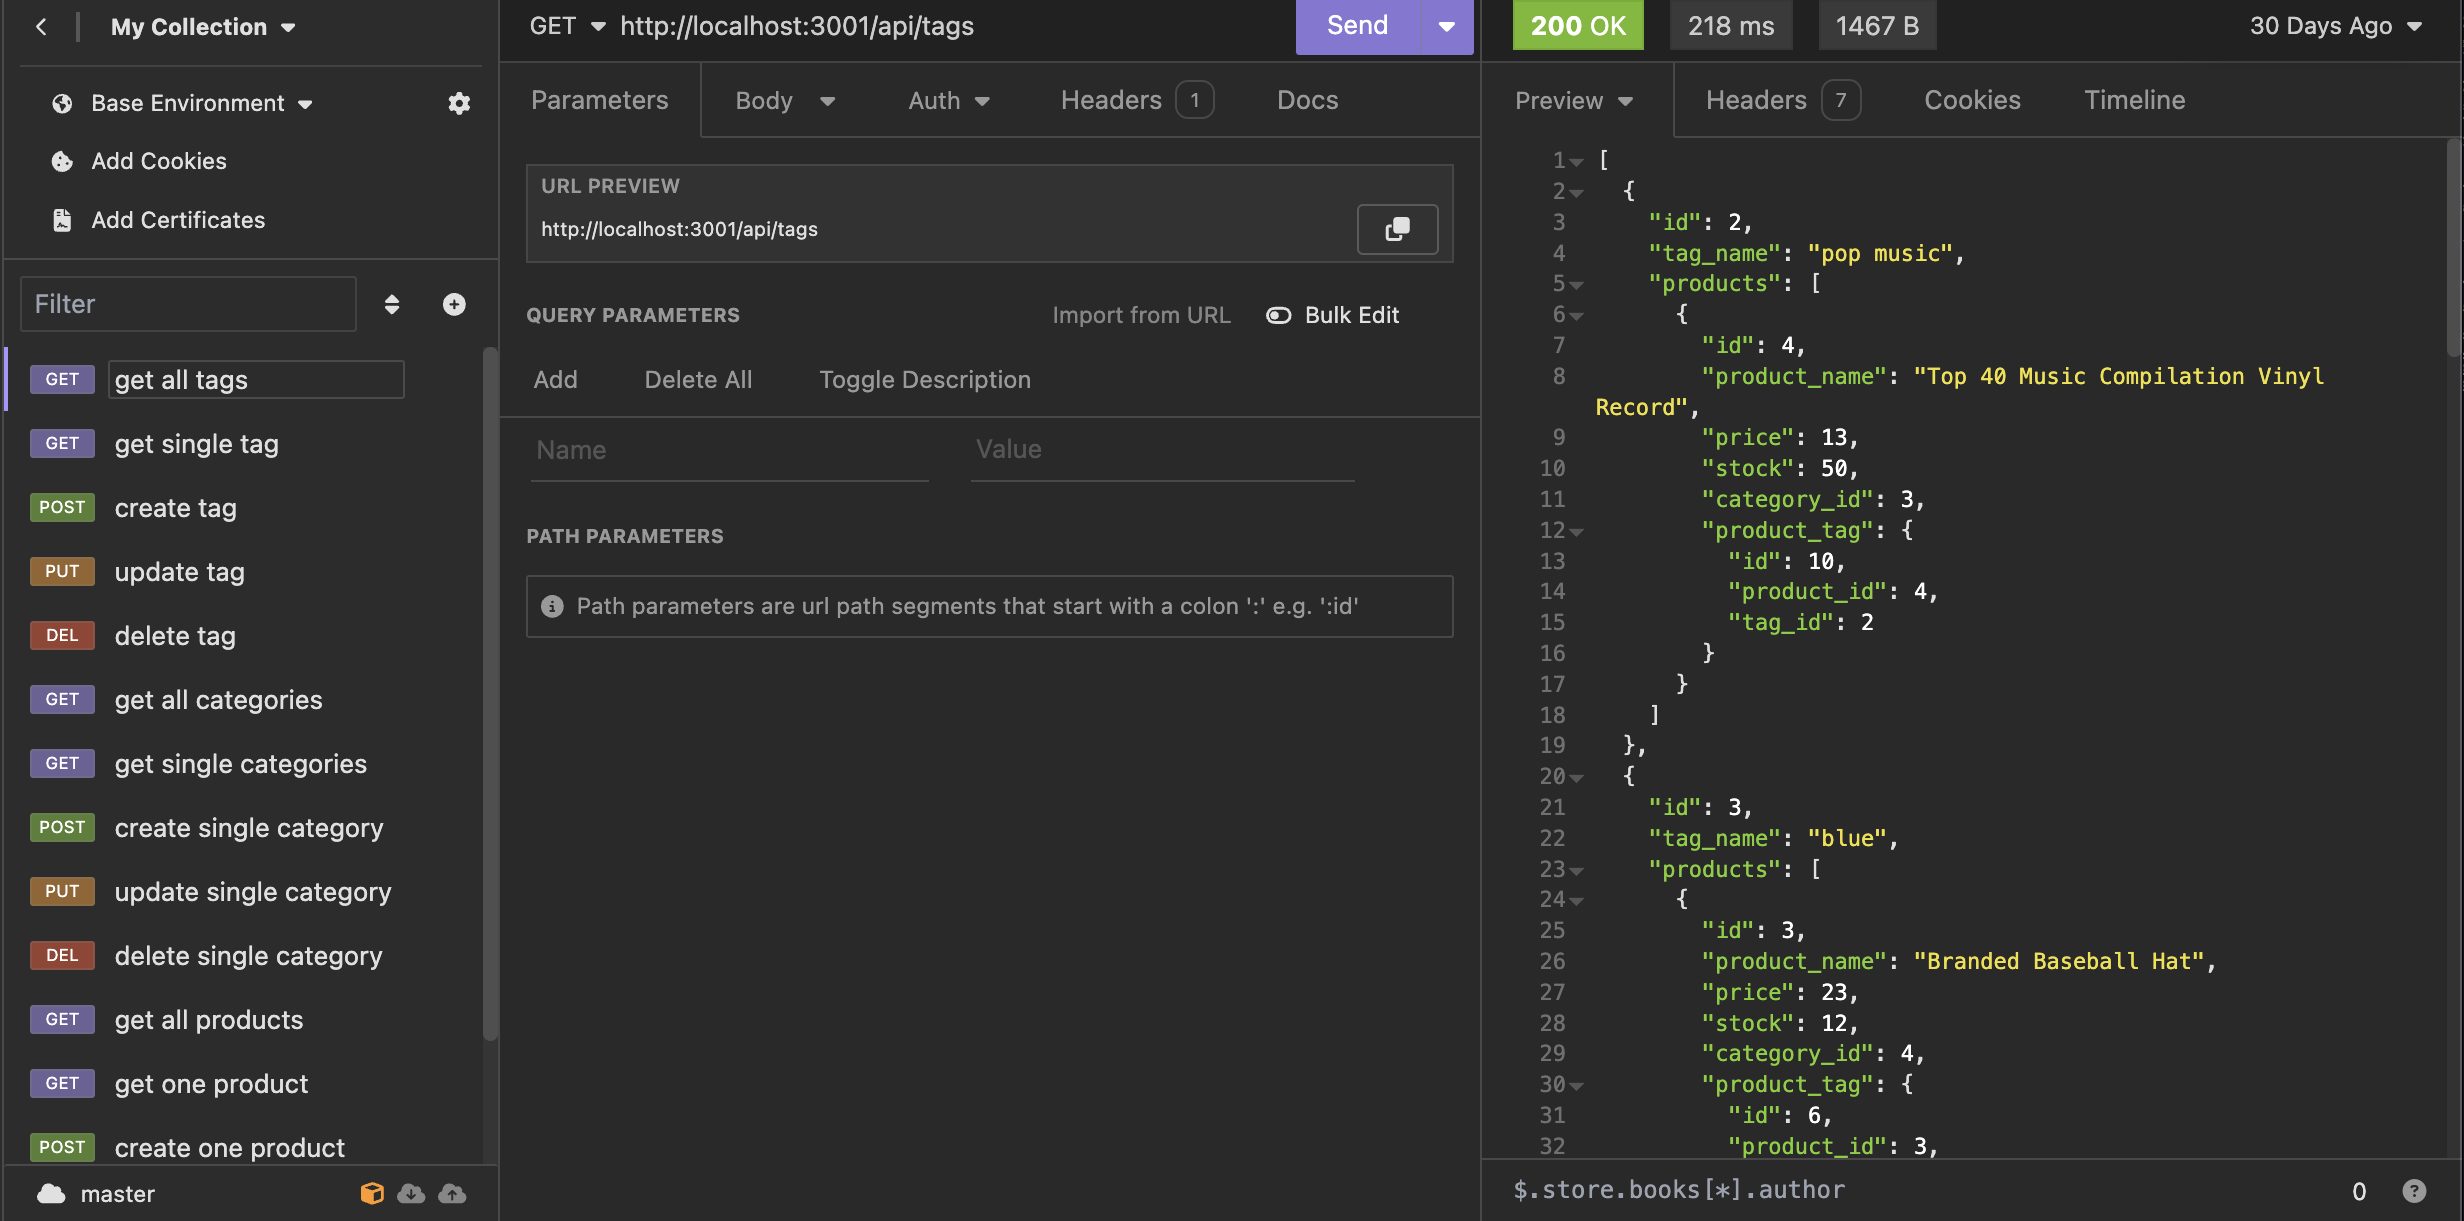 My Collection
Base Environment
Add Cookies
Add Certificates
Filter
GET get all tags
GET get single tag
POST create tag
PUT update tag
DEL delete tag
GET get all categories
GET get single categories
POST create single category
PUT update single category
DEL delete single category
GET get all products
GET get one product
POST create one product
master
GET http://localhost:3001/api/tags Send
Parameters Body Auth Headers 1 Docs
URL PREVIEW
http://localhost:3001/api/tags
QUERY PARAMETERS Import from URL Bulk Edit
Add Delete All Toggle Description
Name Value
PATH PARAMETERS
Path parameters are url path segments that start with a colon ':' e.g. ':id'
200 OK 218 ms 1467 B 30 Days Ago
Preview Headers 7 Cookies Timeline
1 [
2 {
3 "id": 2,
4 "tag_name": "pop music",
5 "products": [
6 {
7 "id": 4,
8 "product_name": "Top 40 Music Compilation Vinyl
Record",
9 "price": 13,
10 "stock": 50,
11 "category_id": 3,
12 "product_tag": {
13 "id": 10,
14 "product_id": 4,
15 "tag_id": 2
16 }
17 }
18 ]
19 },
20 {
21 "id": 3,
22 "tag_name": "blue",
23 "products": [
24 {
25 "id": 3,
26 "product_name": "Branded Baseball Hat",
27 "price": 23,
28 "stock": 12,
29 "category_id": 4,
30 "product_tag": {
31 "id": 6,
32 "product_id": 3,
$.store.books[*].author 0